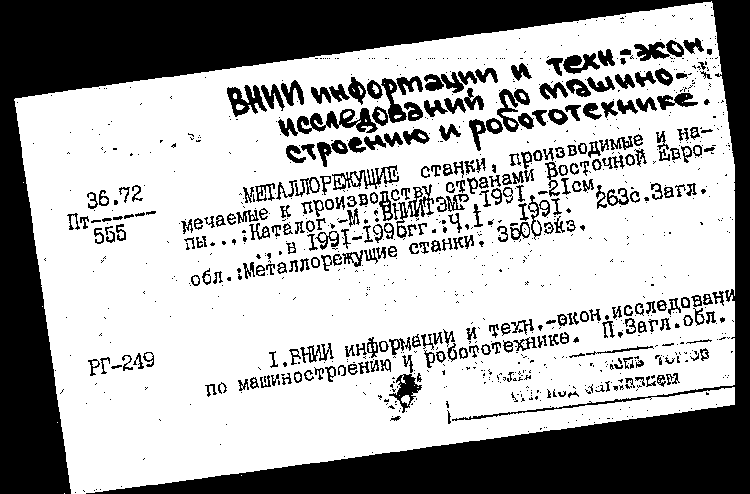 ВНИИ информации и техн.-экон.
исследований по машино-
строению и робототехнике.
36.72
Пт------
555
МЕТАЛЛОРЕЖУЩИЕ станки, производимые и на-
мечаемые к производству странами Восточной Евро-
пы...:Каталог.-М.:ВНИИТЭМР,1991.-21см.
...в 1991-1995гг.:Ч.1. 1991. 263с.Загл.
обл.:Металлорежущие станки. 3500экз.
РГ-249
I.ВНИИ информации и техн.-экон.исследовани
по машиностроению и робототехнике. П.Загл.обл.
томов
под заглавием